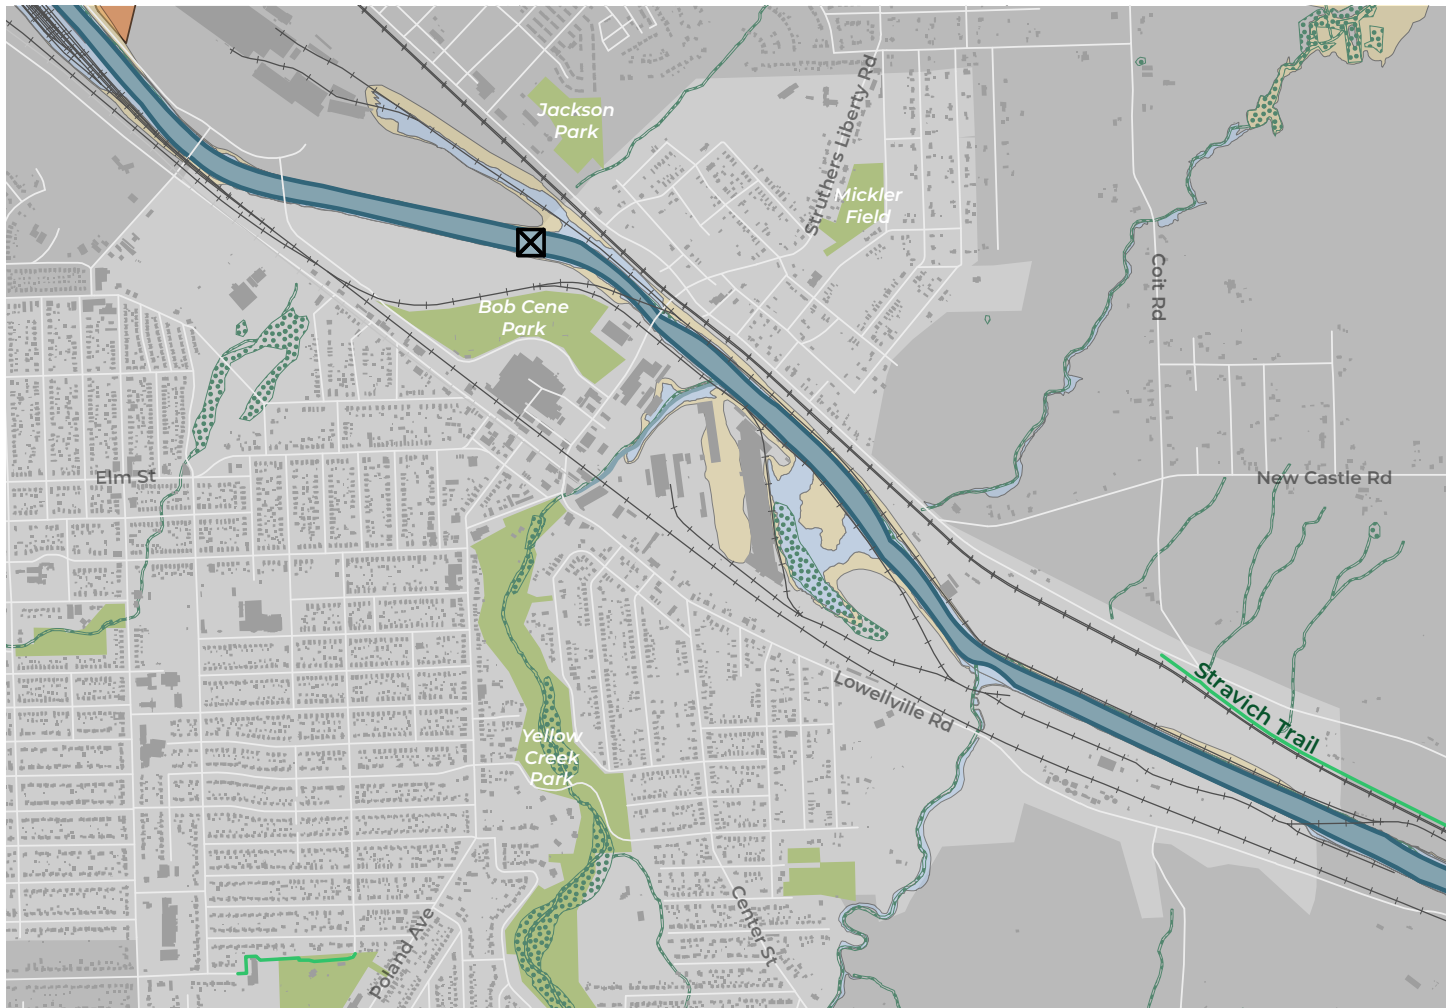 Jackson
Park
Struthers Liberty Rd
Mickler
Field
Coit Rd
Bob Cene
Park
Elm St
New Castle Rd
Stravich Trail
Lowellville Rd
Yellow
Creek
Park
Center St
Poland Ave